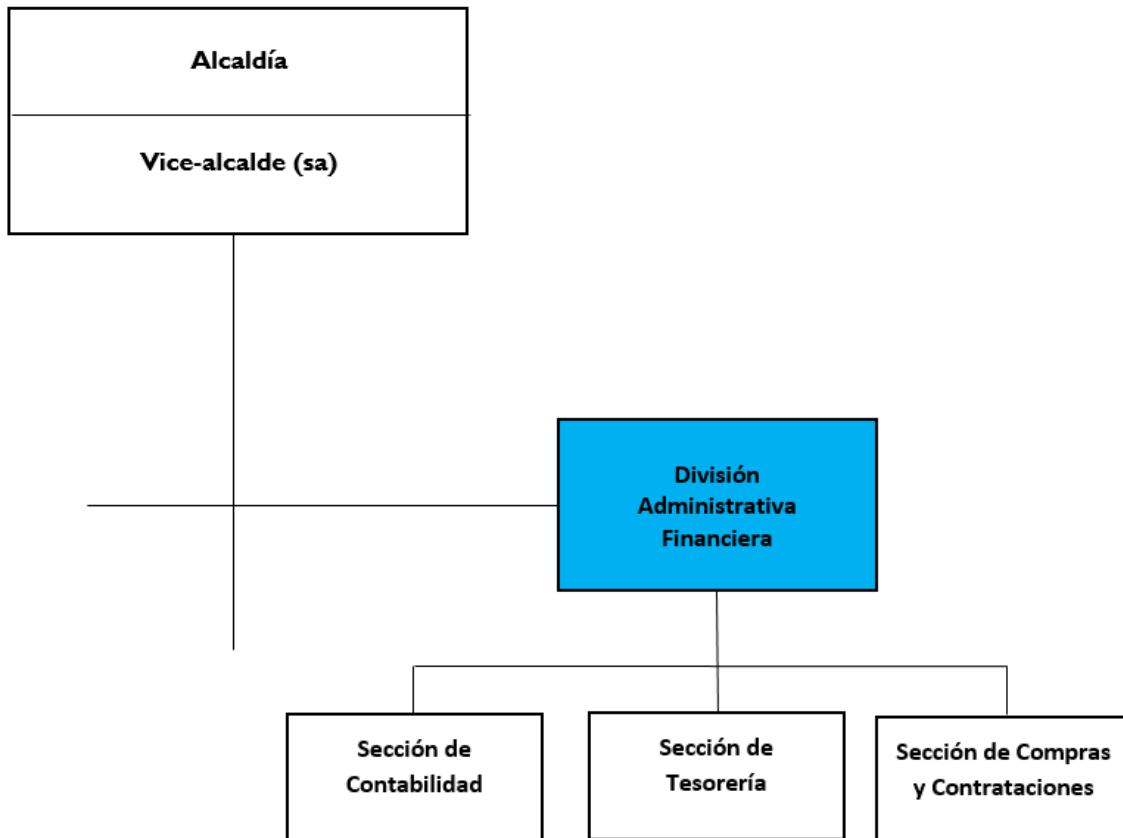 Alcaldía
Vice-alcalde (sa)
División
Administrativa
Financiera
Sección de
Contabilidad
Sección de
Tesorería
Sección de Compras
y Contrataciones